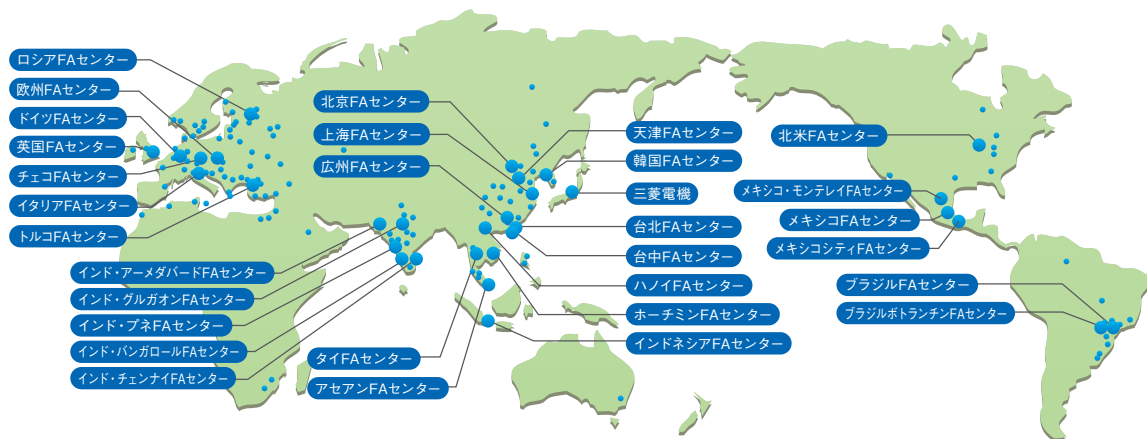 ロシアFAセンター
欧州FAセンター
ドイツFAセンター
英国FAセンター
チェコFAセンター
イタリアFAセンター
トルコFAセンター
インド・アーメダバードFAセンター
インド・グルガオンFAセンター
インド・プネFAセンター
インド・バンガロールFAセンター
インド・チェンナイFAセンター
北京FAセンター
上海FAセンター
広州FAセンター
タイFAセンター
アセアンFAセンター
天津FAセンター
韓国FAセンター
三菱電機
台北FAセンター
台中FAセンター
ハノイFAセンター
ホーチミンFAセンター
インドネシアFAセンター
北米FAセンター
メキシコ・モンテレイFAセンター
メキシコFAセンター
メキシコシティFAセンター
ブラジルFAセンター
ブラジルボトランチンFAセンター